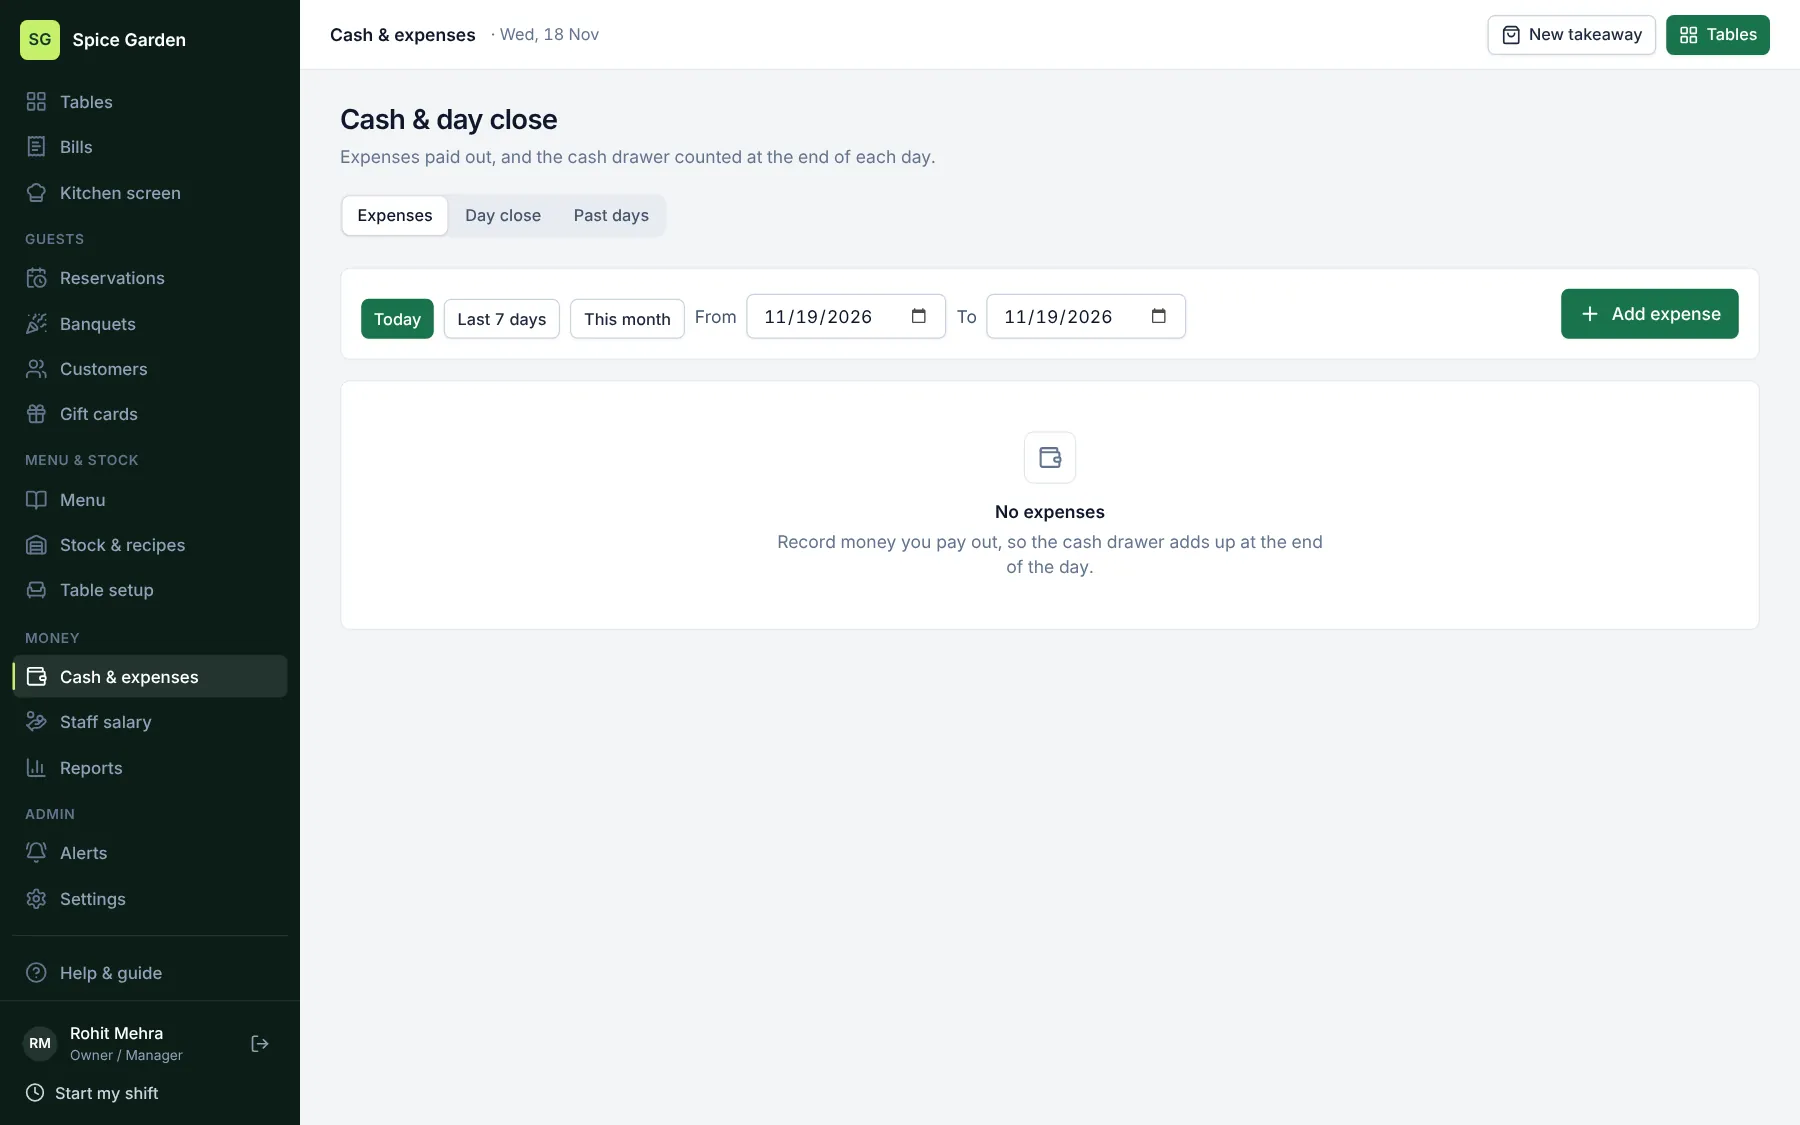 SG
Spice Garden
Tables
Bills
Kitchen screen
GUESTS
Reservations
Banquets
Customers
Gift cards
MENU & STOCK
Menu
Stock & recipes
Table setup
MONEY
Cash & expenses
Staff salary
Reports
ADMIN
Alerts
Settings
Help & guide
RM
Rohit Mehra
Owner / Manager
Start my shift
Cash & expenses · Wed, 18 Nov
New takeaway
Tables
Cash & day close
Expenses paid out, and the cash drawer counted at the end of each day.
Expenses Day close Past days
Today Last 7 days This month From 11/19/2026 To 11/19/2026
Add expense
No expenses
Record money you pay out, so the cash drawer adds up at the end
of the day.